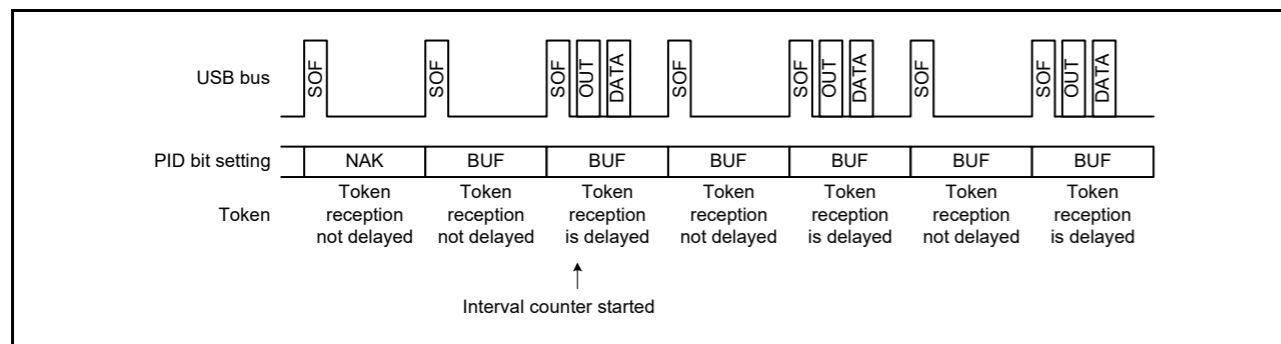 USB bus
SOF SOF SOF OUT DATA SOF SOF OUT DATA SOF SOF OUT DATA
PID bit setting NAK BUF BUF BUF BUF BUF BUF
Token
Token reception not delayed
Token reception not delayed
Token reception is delayed
Token reception not delayed
Token reception is delayed
Token reception not delayed
Token reception is delayed
Interval counter started